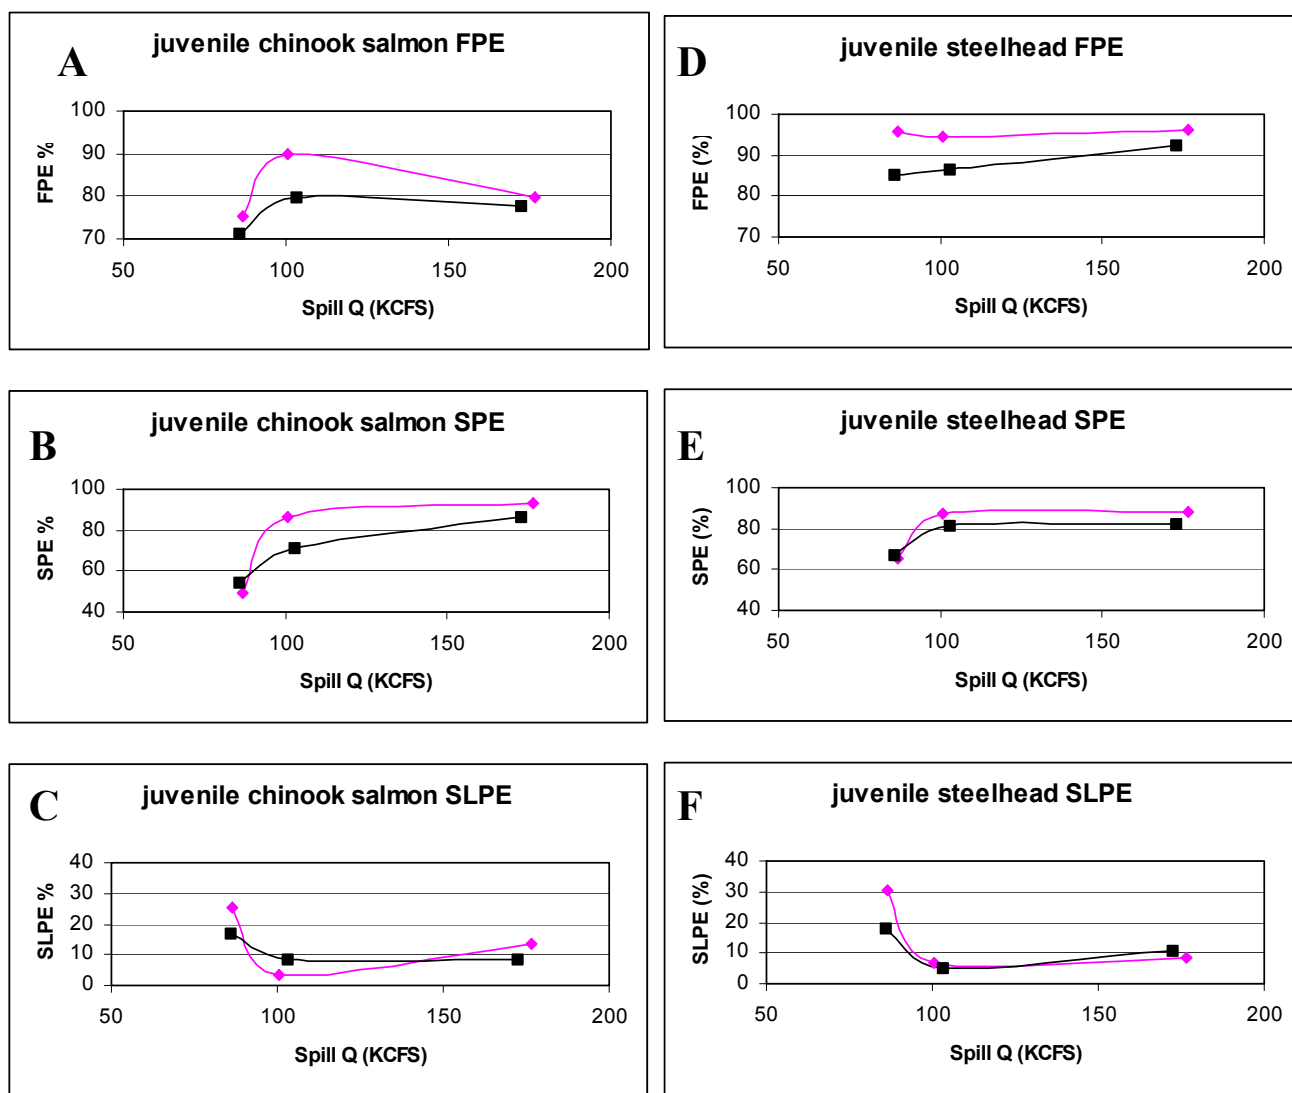 A
juvenile chinook salmon FPE
FPE %
100
90
80
70
50 100 150 200
Spill Q (KCFS)
D
juvenile steelhead FPE
FPE (%)
100
90
80
70
50 100 150 200
Spill Q (KCFS)
B
juvenile chinook salmon SPE
SPE %
100
80
60
40
50 100 150 200
Spill Q (KCFS)
E
juvenile steelhead SPE
SPE (%)
100
80
60
40
50 100 150 200
Spill Q (KCFS)
C
juvenile chinook salmon SLPE
SLPE %
40
30
20
10
0
50 100 150 200
Spill Q (KCFS)
F
juvenile steelhead SLPE
SLPE (%)
40
30
20
10
0
50 100 150 200
Spill Q (KCFS)